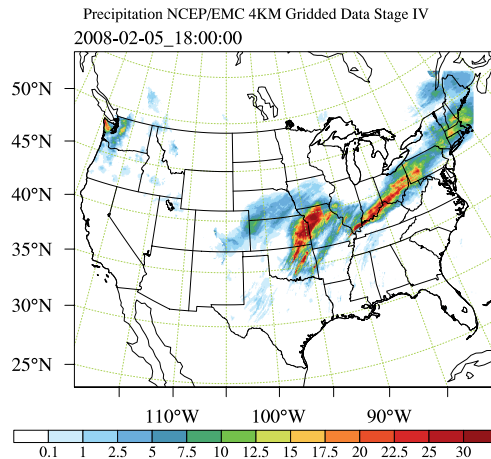 Precipitation NCEP/EMC 4KM Gridded Data Stage IV
2008-02-05_18:00:00
50°N
45°N
40°N
35°N
30°N
25°N
110°W 100°W 90°W
0.1 1 2.5 5 7.5 10 12.5 15 17.5 20 22.5 25 30